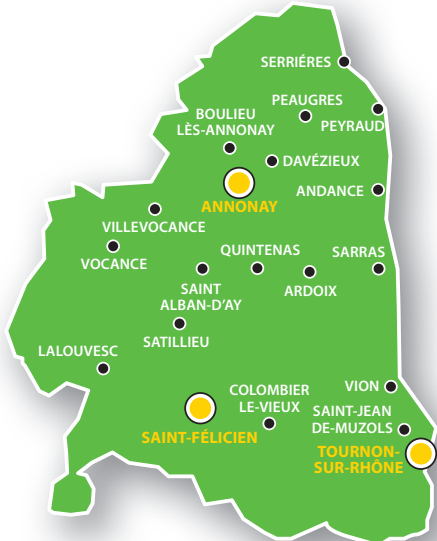 SERRIÉRES
PEAUGRES
BOULIEU
LÈS-ANNONAY
PEYRAUD
DAVÉZIEUX
ANDANCE
ANNONAY
VILLEVOCANCE
VOCANCE
QUINTENAS
SARRAS
SAINT
ALBAN-D'AY
ARDOIX
SATILLIEU
LALOUVESC
COLOMBIER
LE-VIEUX
VION
SAINT-JEAN
DE-MUZOLS
SAINT-FÉLICIEN
TOURNON-
SUR-RHÔNE